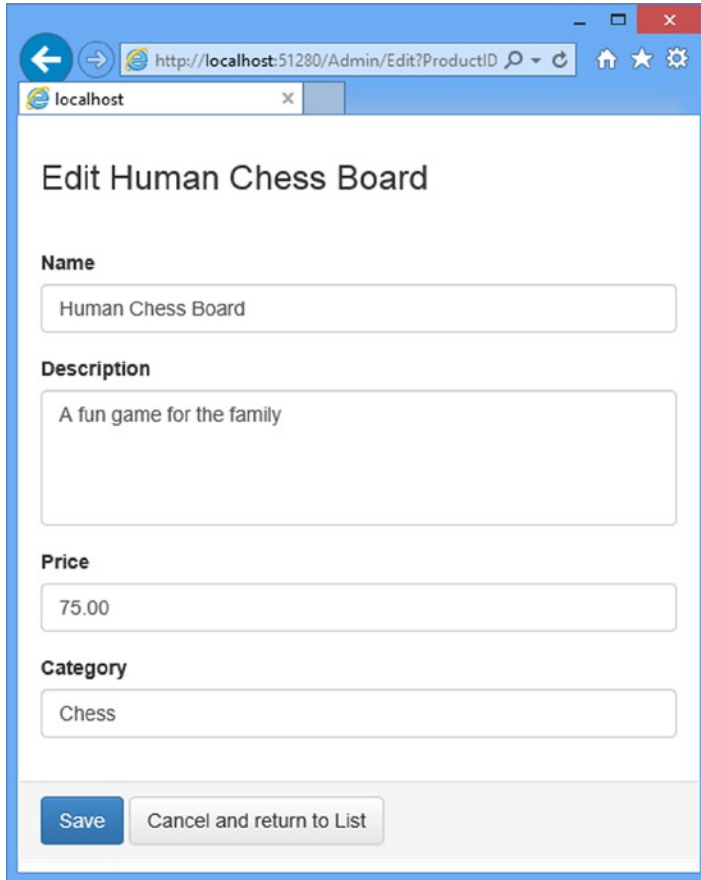 http://localhost:51280/Admin/Edit?ProductID
localhost
Edit Human Chess Board
Name
Human Chess Board
Description
A fun game for the family
Price
75.00
Category
Chess
Save Cancel and return to List